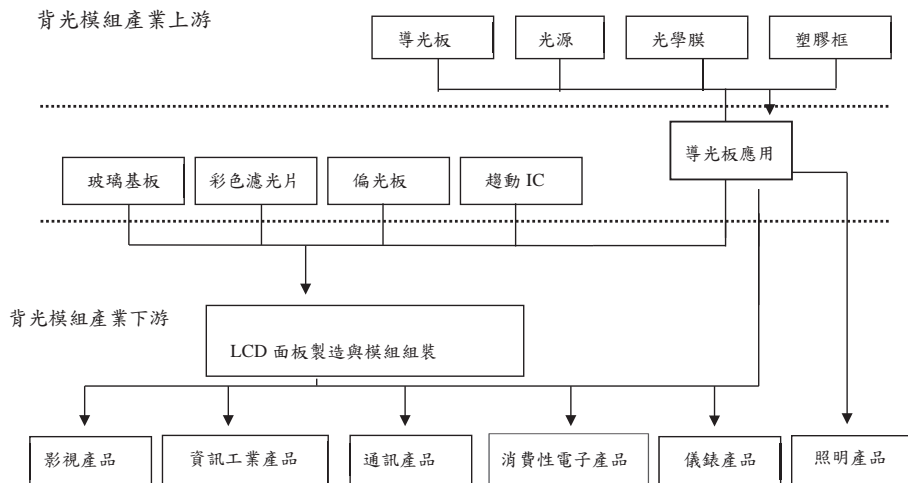 背光模組產業上游
導光板
光源
光學膜
塑膠框
導光板應用
玻璃基板
彩色濾光片
偏光板
趨動 IC
背光模組產業下游
LCD 面板製造與模組組裝
影視產品
資訊工業產品
通訊產品
消費性電子產品
儀錶產品
照明產品